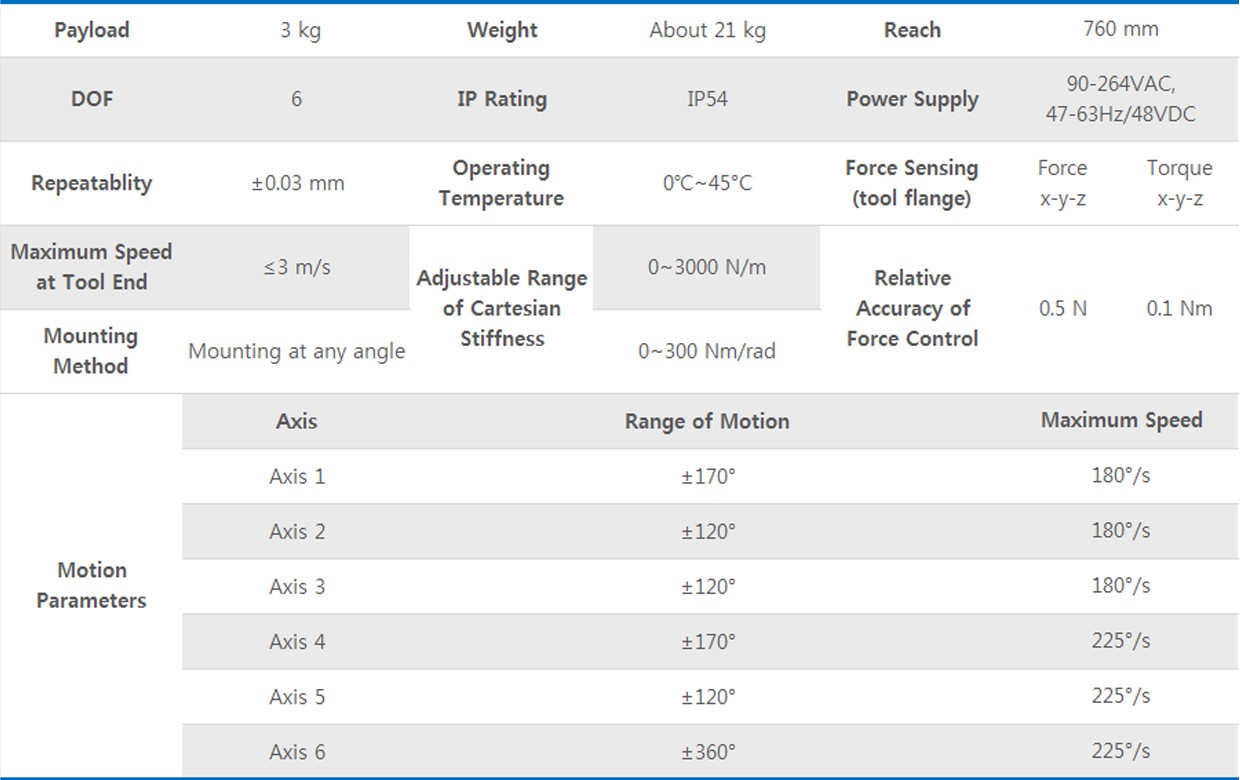 Payload 3 kg Weight About 21 kg Reach 760 mm
DOF 6 IP Rating IP54 Power Supply 90-264VAC,
47-63Hz/48VDC
Repeatablity ±0.03 mm Operating
Temperature 0℃~45°C Force Sensing
(tool flange) Force
x-y-z Torque
x-y-z
Maximum Speed
at Tool End ≤3 m/s Adjustable Range
of Cartesian
Stiffness 0~3000 N/m Relative
Accuracy of
Force Control 0.5 N 0.1 Nm
Mounting
Method Mounting at any angle 0~300 Nm/rad
Motion
Parameters
Axis Range of Motion Maximum Speed
Axis 1 ±170° 180°/s
Axis 2 ±120° 180°/s
Axis 3 ±120° 180°/s
Axis 4 ±170° 225°/s
Axis 5 ±120° 225°/s
Axis 6 ±360° 225°/s